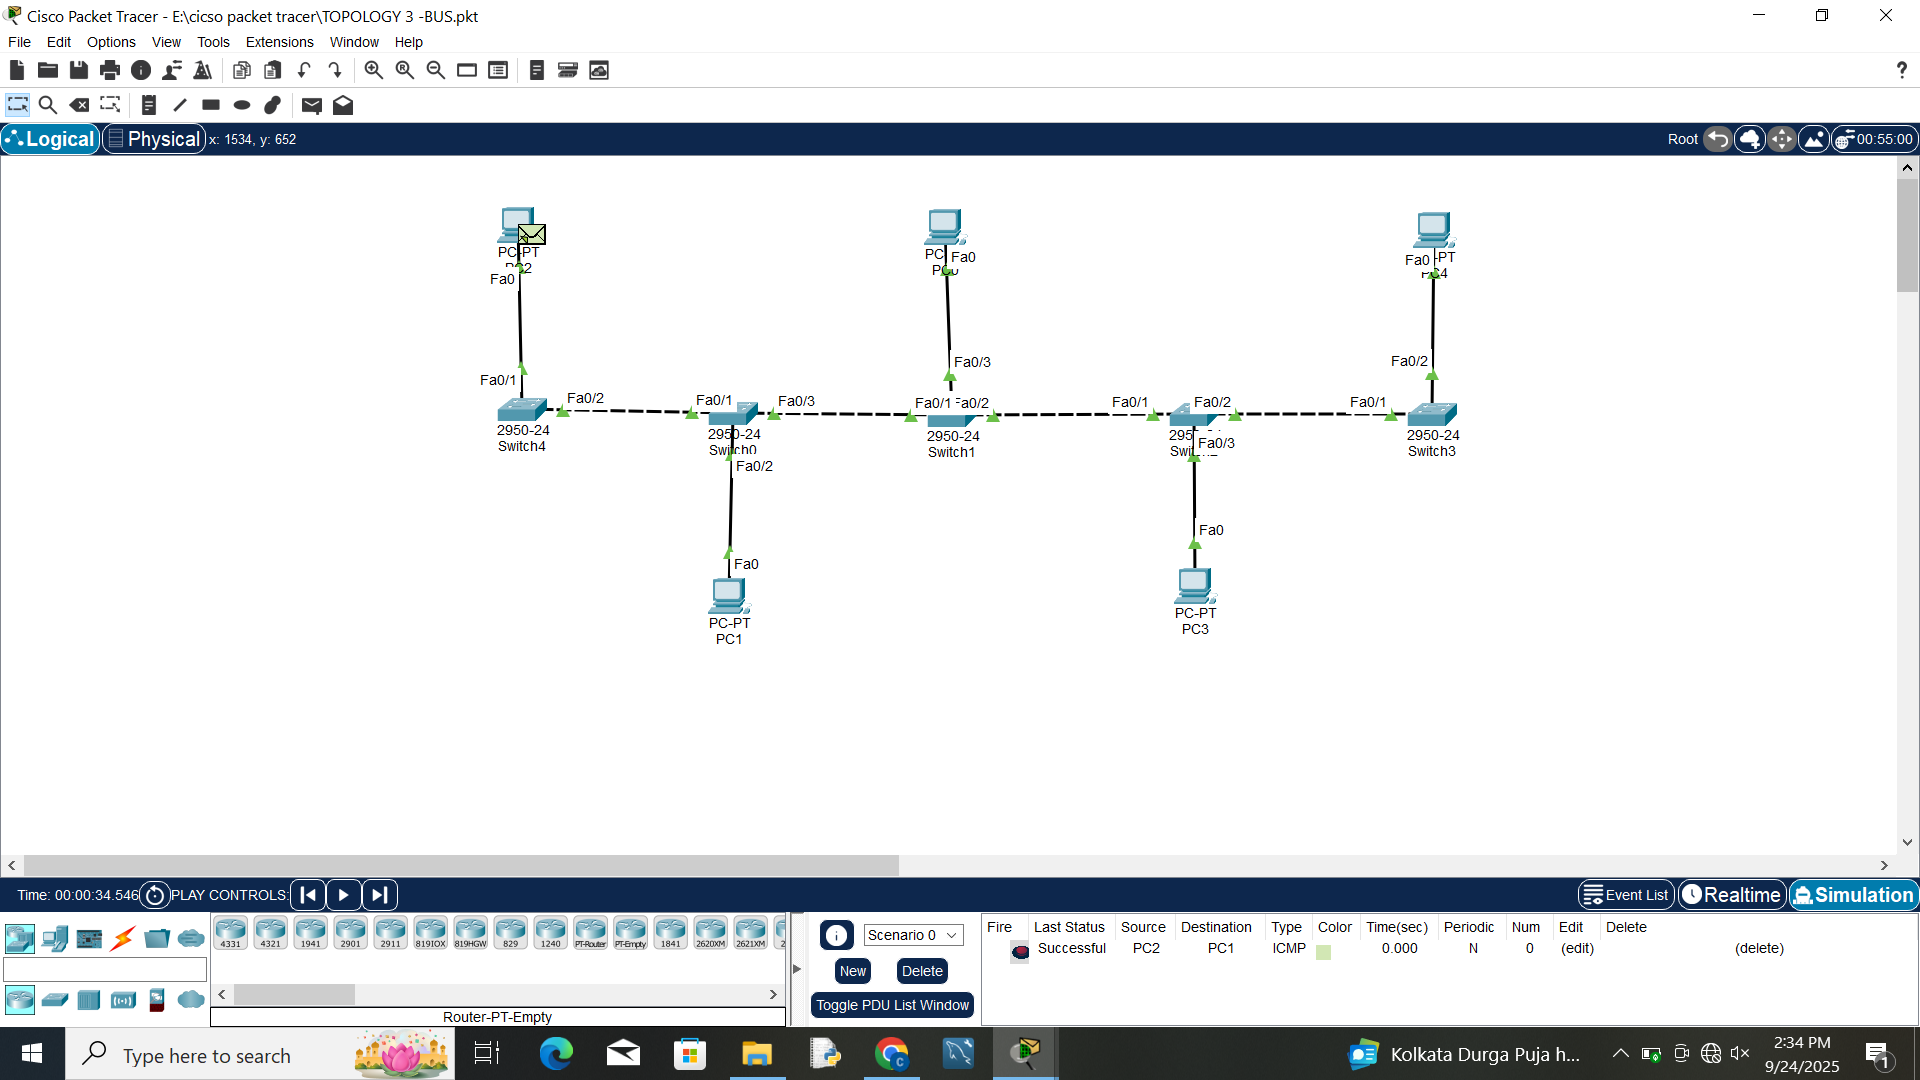 Cisco Packet Tracer - E:\cicso packet tracer\TOPOLOGY 3 -BUS.pkt
File Edit Options View Tools Extensions Window Help
?
Logical Physical x: 1534, y: 652 Root 00:55:00
PC-PT
Fa0
PC
Fa0
Fa0 -PT
PC4
Fa0/3
Fa0/2
Fa0/1
Fa0/2 Fa0/1 Fa0/3 Fa0/1 Fa0/2 Fa0/1 Fa0/2 Fa0/1
2950-24
Switch4
2950-24
Switch0
Fa0/2
2950-24
Switch1
Fa0/3
2950-24
Switch3
Fa0
PC-PT
PC1
Fa0
PC-PT
PC3
Time: 00:00:34.546 PLAY CONTROLS: Event List Realtime Simulation
4331 4321 1941 2901 2911 819IOX 819HGW 829 1240 PT-Router PT-Empty 1841 2620XM 2621XM
Router-PT-Empty
Scenario 0
New Delete
Toggle PDU List Window
Fire Last Status Source Destination Type Color Time(sec) Periodic Num Edit Delete
Successful PC2 PC1 ICMP 0.000 N 0 (edit) (delete)
Type here to search
Kolkata Durga Puja h...
2:34 PM
9/24/2025
1